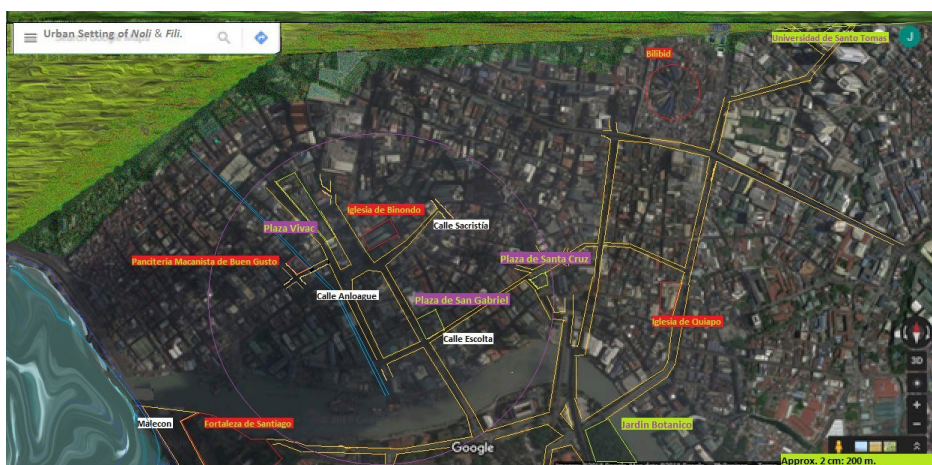 Urban Setting of Noli & Fili.
Universidad de Santo Tomas
J
Bilibid
Iglesia de Binondo
Calle Sacristía
Plaza Vivac
Panciteria Macanista de Buen Gusto
Plaza de Santa Cruz
Calle Anloague
Plaza de San Gabriel
Iglesia de Quiapo
Calle Escolta
3D
Malecon
Fortaleza de Santiago
Jardin Botanico
Google
Approx. 2 cm: 200 m.